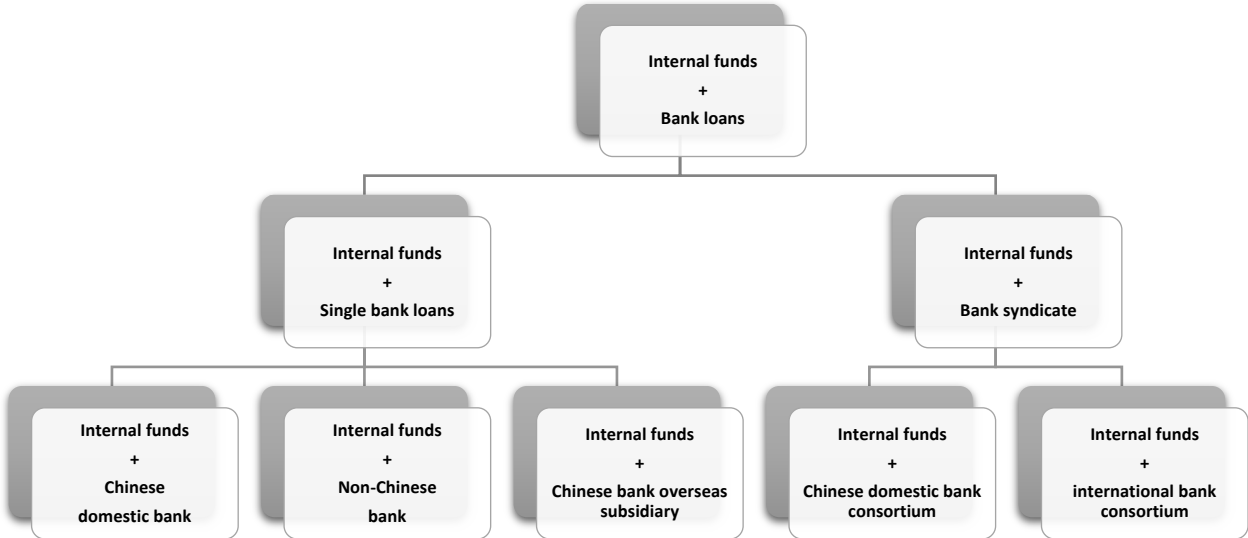 Internal funds
+
Bank loans
Internal funds
+
Single bank loans
Internal funds
+
Bank syndicate
Internal funds
+
Chinese
domestic bank
Internal funds
+
Non-Chinese
bank
Internal funds
+
Chinese bank overseas
subsidiary
Internal funds
+
Chinese domestic bank
consortium
Internal funds
+
international bank
consortium